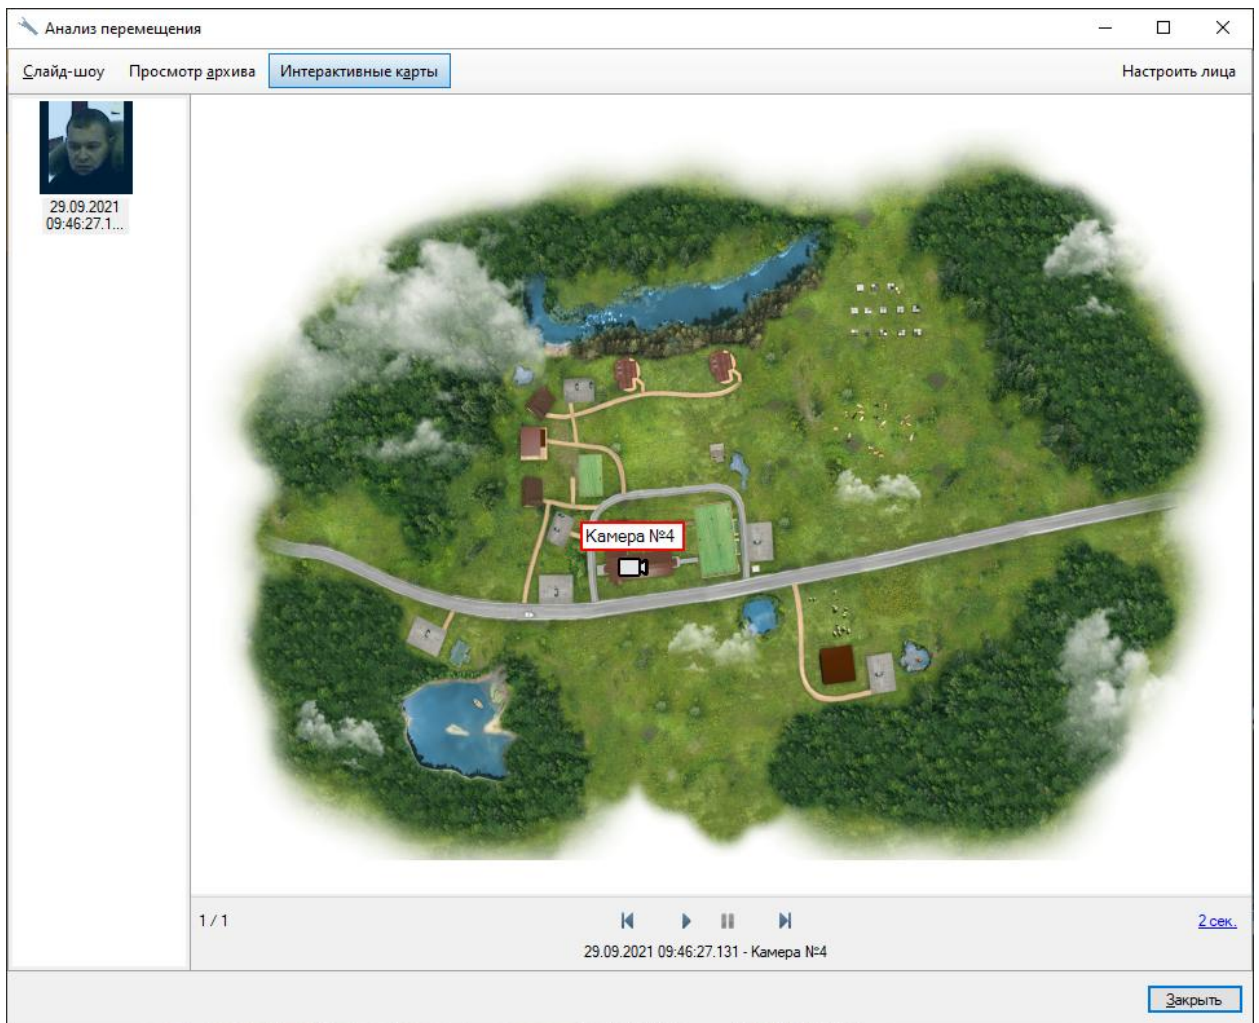 Анализ перемещения
Слайд-шоу Просмотр архива Интерактивные карты Настроить лица
29.09.2021
09:46:27.1...
Камера №4
1 / 1
2 сек.
29.09.2021 09:46:27.131 - Камера №4
Закрыть